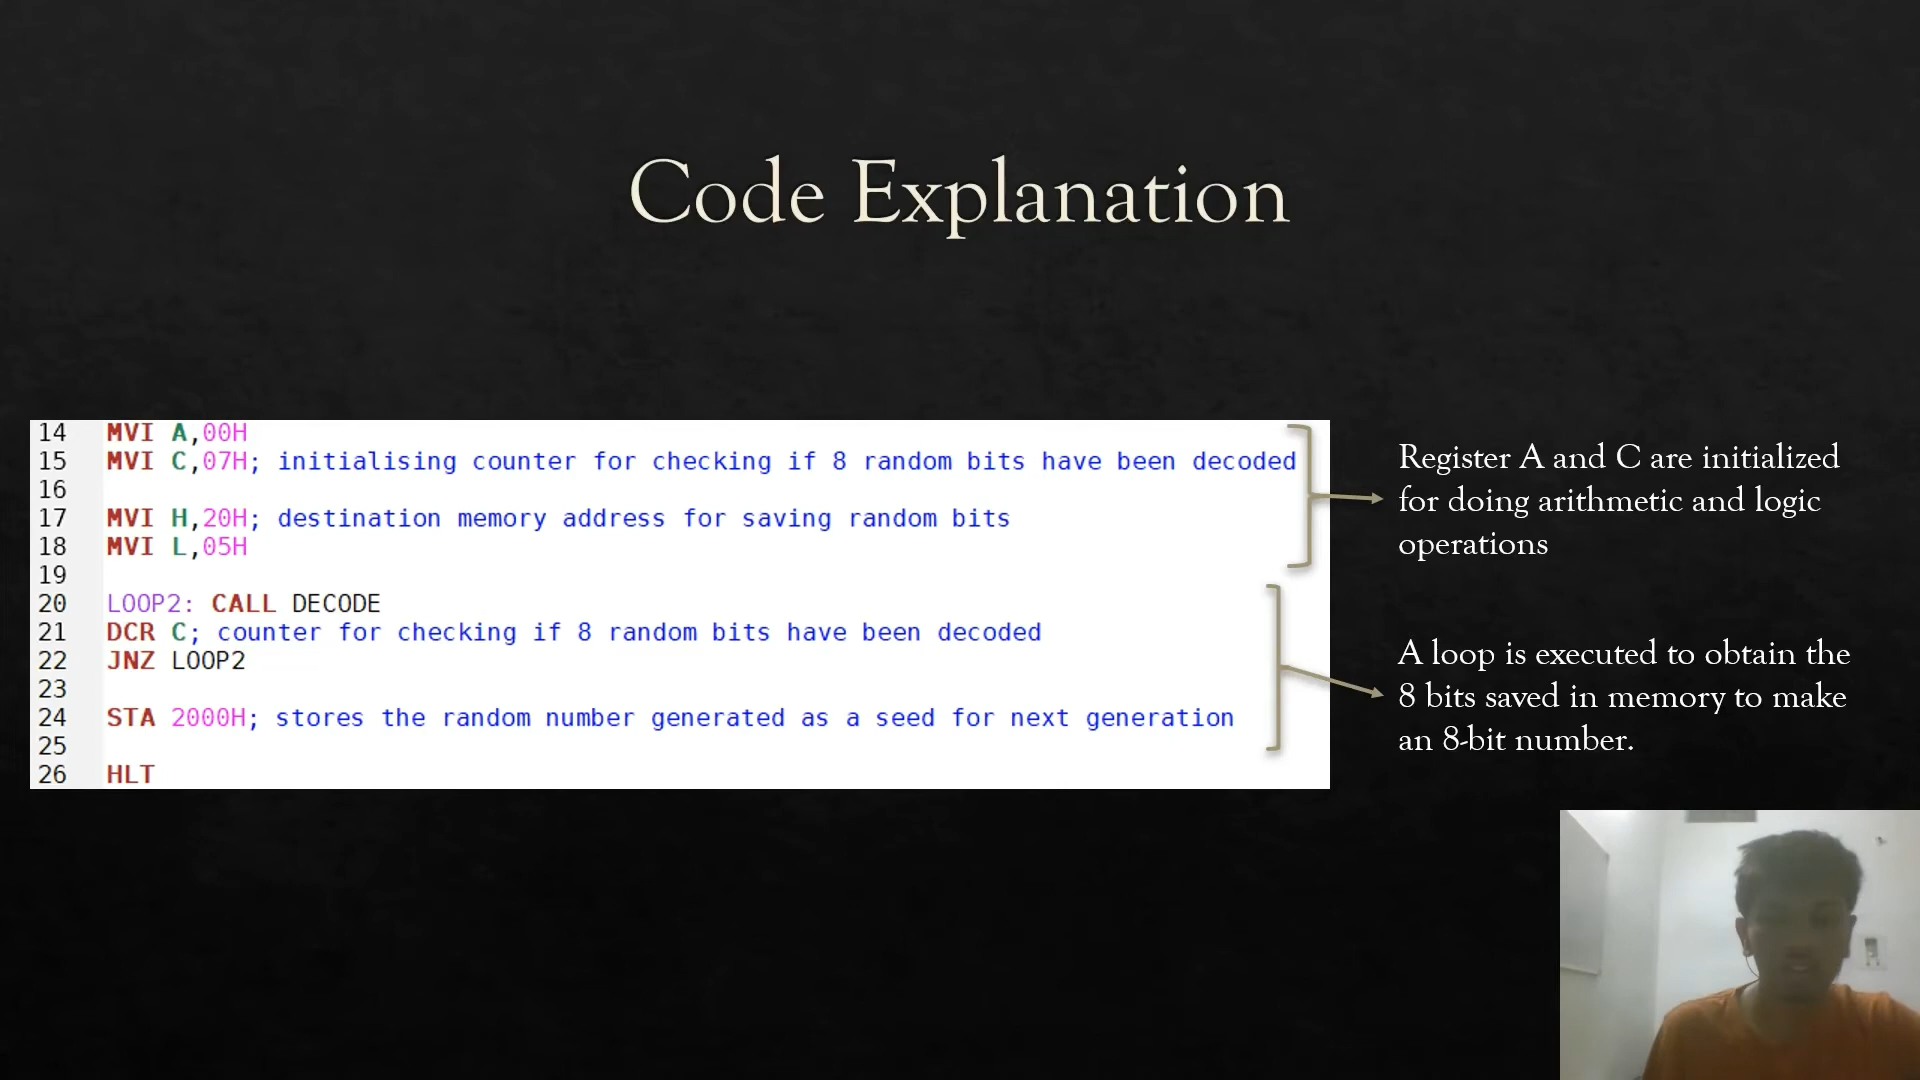 Code Explanation
14 MVI A,00H
15 MVI C,07H; initialising counter for checking if 8 random bits have been decoded
16
17 MVI H,20H; destination memory address for saving random bits
18 MVI L,05H
19
20 LOOP2: CALL DECODE
21 DCR C; counter for checking if 8 random bits have been decoded
22 JNZ LOOP2
23
24 STA 2000H; stores the random number generated as a seed for next generation
25
26 HLT
Register A and C are initialized
for doing arithmetic and logic
operations
A loop is executed to obtain the
8 bits saved in memory to make
an 8-bit number.